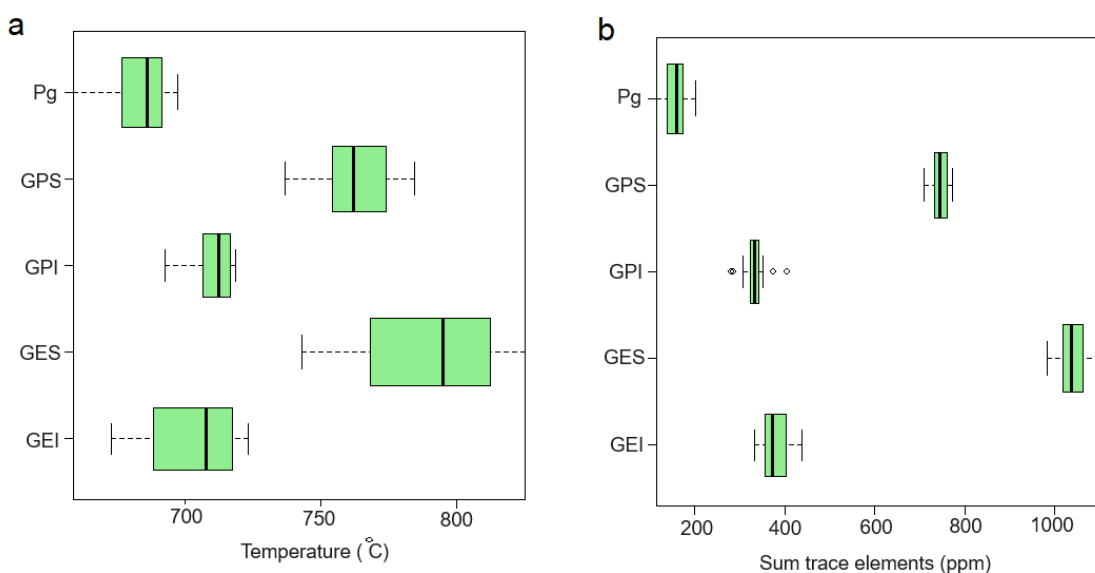 a
Pg
GPS
GPI
GES
GEI
700 750 800
Temperature (°C)
b
Pg
GPS
GPI
GES
GEI
200 400 600 800 1000
Sum trace elements (ppm)